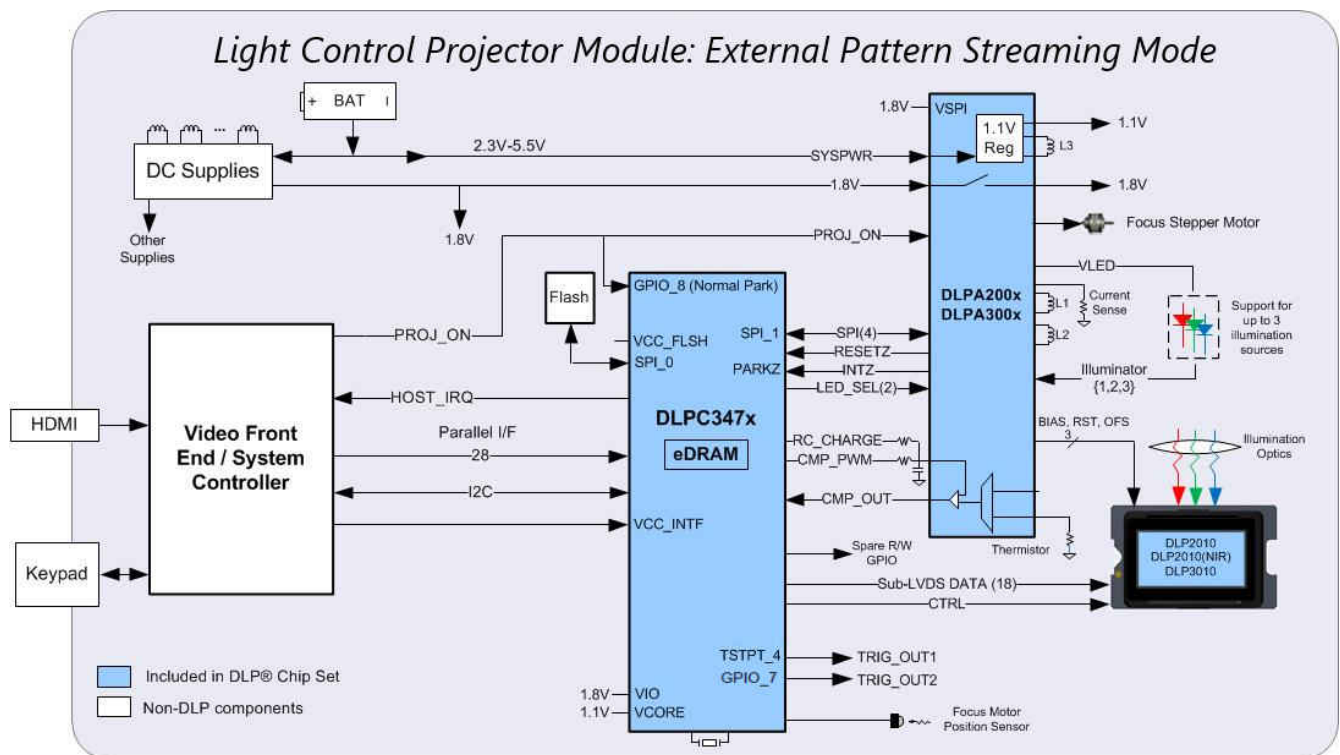 Light Control Projector Module: External Pattern Streaming Mode
+ BAT I
1.8V
VSPI
1.1V
Reg
1.1V
L3
2.3V-5.5V
SYSPWR
DC Supplies
1.8V
1.8V
Other
Supplies
1.8V
PROJ_ON
Focus Stepper Motor
Flash
GPIO_8 (Normal Park)
VLED
DLPA200x
DLPA300x
L1
L2
Current
Sense
Support for
up to 3
illumination
sources
PROJ_ON
VCC_FLSH
SPI_0
SPI_1
SPI(4)
RESETZ
PARKZ
INTZ
LED_SEL(2)
Illuminator
{1,2,3}
HOST_IRQ
DLPC347x
eDRAM
HDMI
Video Front
End / System
Controller
Parallel I/F
28
I2C
VCC_INTF
RC_CHARGE
CMP_PWM
CMP_OUT
BIAS, RST, OFS
3
Illumination
Optics
Thermistor
Spare R/W
GPIO
DLP2010
DLP2010(NIR)
DLP3010
Keypad
Sub-LVDS DATA (18)
CTRL
TSTPT_4
TRIG_OUT1
GPIO_7
TRIG_OUT2
Included in DLP® Chip Set
Non-DLP components
1.8V
VIO
1.1V
VCORE
Focus Motor
Position Sensor